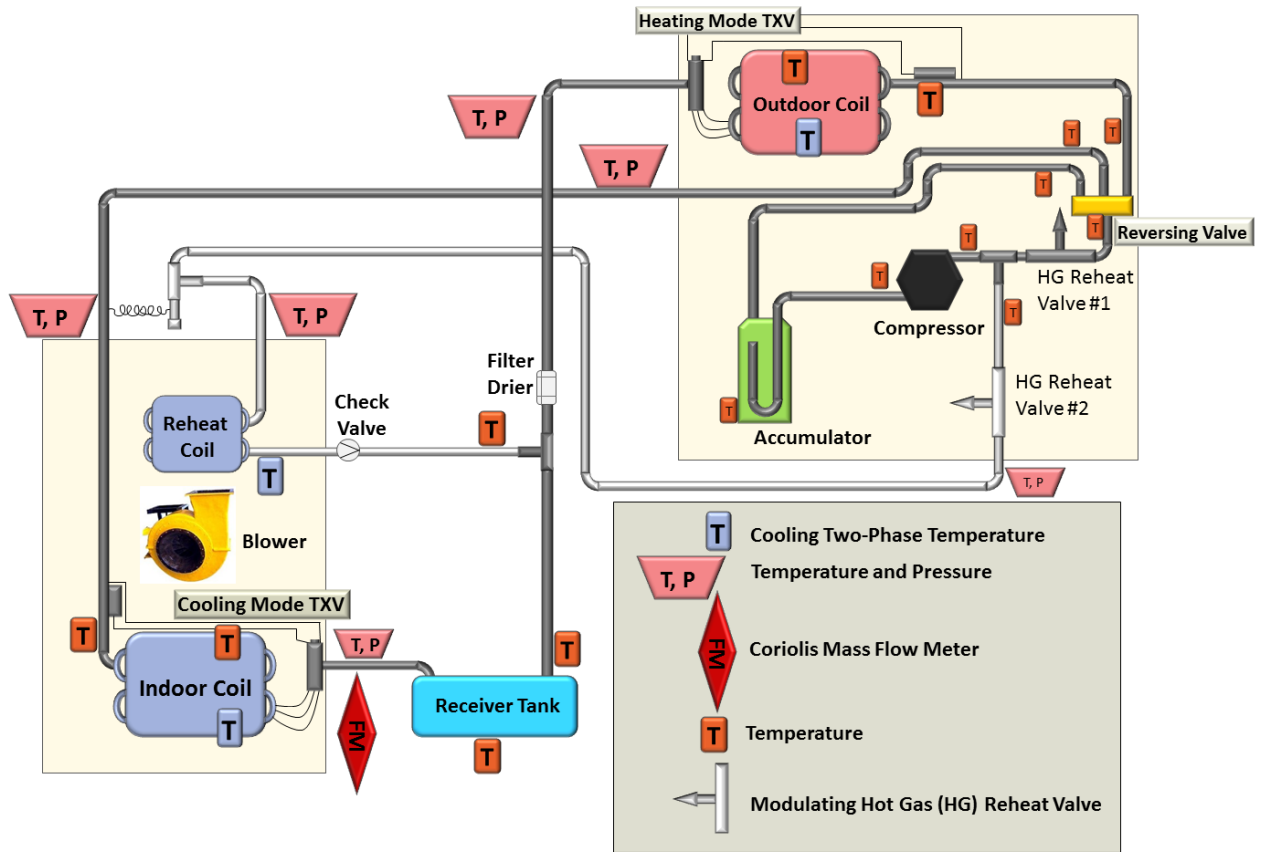 Heating Mode TXV
T
Outdoor Coil
T
T
T, P
T, P
T
T
T
T
Reversing Valve
T
T
HG Reheat
Valve #1
Compressor
T
T, P
T, P
Filter
Drier
HG Reheat
Valve #2
Check
Valve
Reheat
Coil
T
T
T
Accumulator
T, P
Blower
Cooling Mode TXV
T
T
T, P
T
Indoor Coil
T
Receiver Tank
FM
T
T
Cooling Two-Phase Temperature
T, P
Temperature and Pressure
FM
Coriolis Mass Flow Meter
T
Temperature
Modulating Hot Gas (HG) Reheat Valve